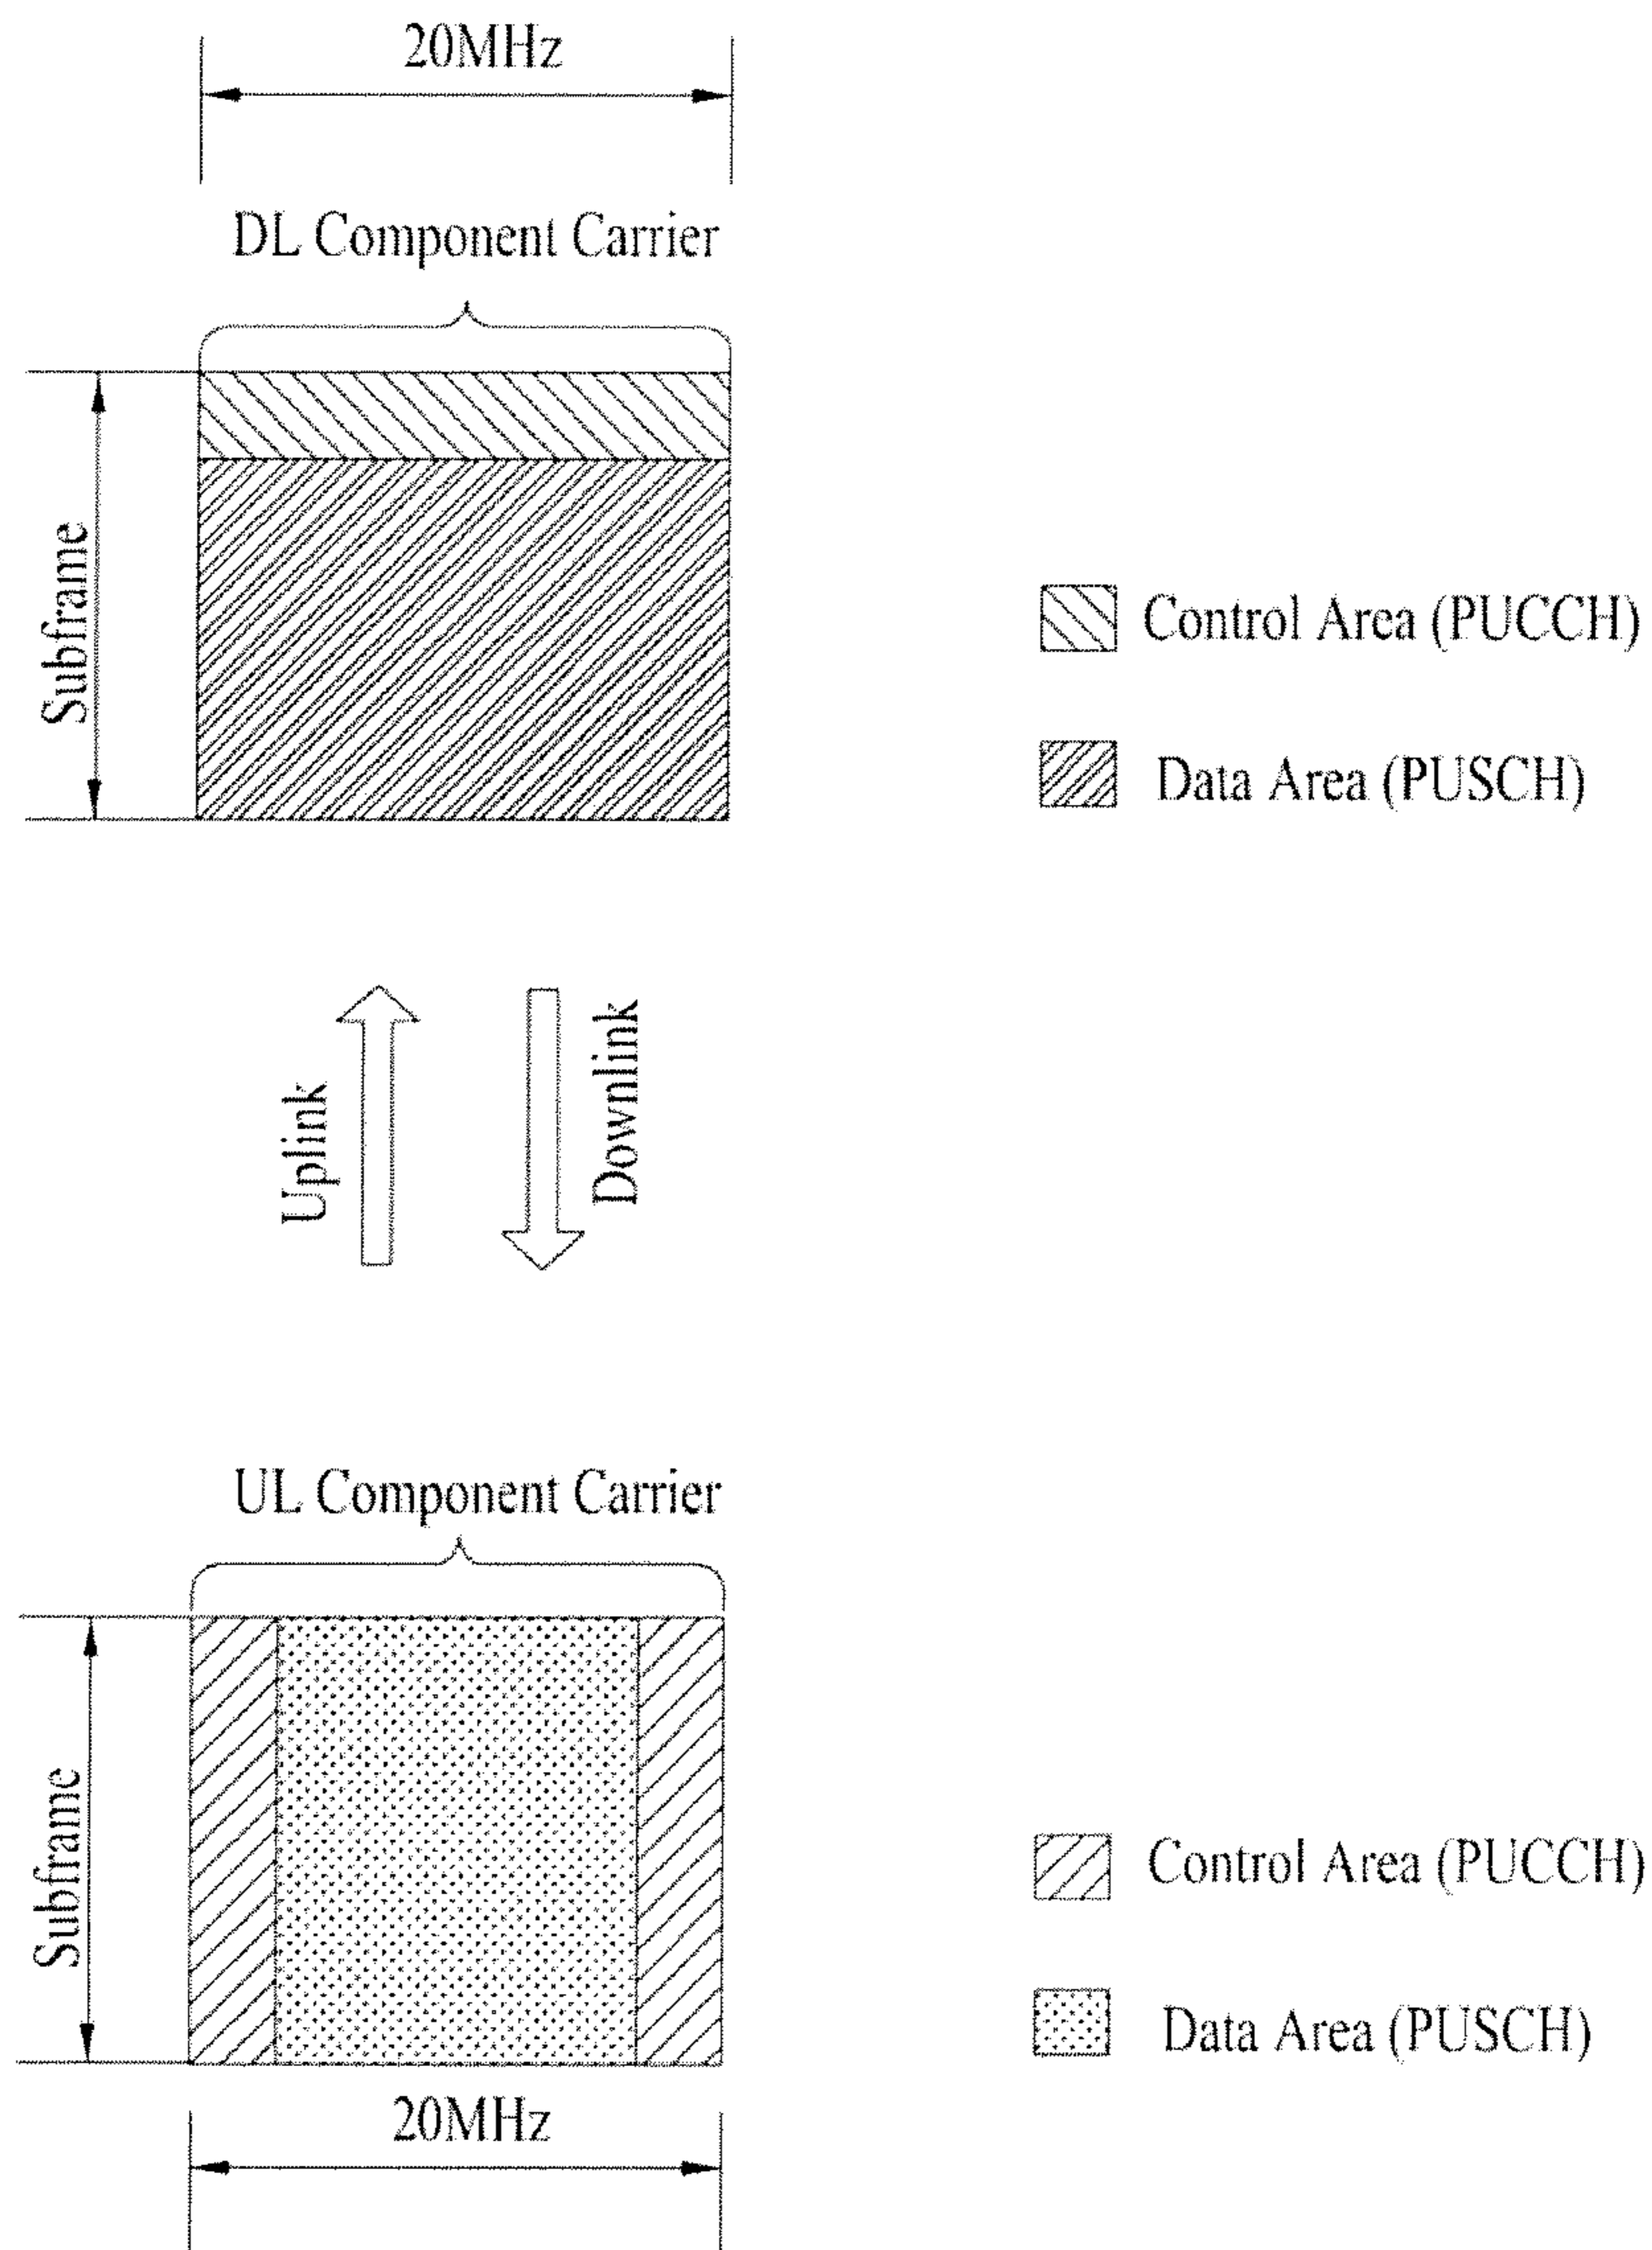 20MHz
DL Component Carrier
Subframe
Control Area (PUCCH)
Data Area (PUSCH)
Uplink
Downlink
UL Component Carrier
Subframe
Control Area (PUCCH)
Data Area (PUSCH)
20MHz